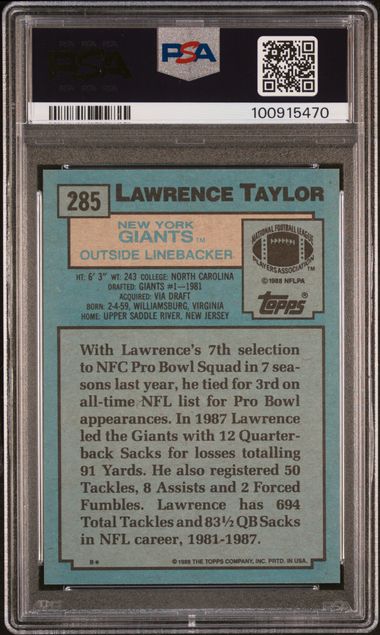 PSA
PSA
100915470
285 LAWRENCE TAYLOR
NEW YORK
GIANTS™
OUTSIDE LINEBACKER
NATIONAL FOOTBALL LEAGUE
PLAYERS ASSOCIATION
© 1988 NFLPA
topps®
HT: 6' 3" WT: 243 COLLEGE: NORTH CAROLINA
DRAFTED: GIANTS #1—1981
ACQUIRED: VIA DRAFT
BORN: 2-4-59, WILLIAMSBURG, VIRGINIA
HOME: UPPER SADDLE RIVER, NEW JERSEY
With Lawrence's 7th selection
to NFC Pro Bowl Squad in 7 sea-
sons last year, he tied for 3rd on
all-time NFL list for Pro Bowl
appearances. In 1987 Lawrence
led the Giants with 12 Quarter-
back Sacks for losses totalling
91 Yards. He also registered 50
Tackles, 8 Assists and 2 Forced
Fumbles. Lawrence has 694
Total Tackles and 83½ QB Sacks
in NFL career, 1981-1987.
B*
© 1988 THE TOPPS COMPANY, INC. PRTD. IN U.S.A.